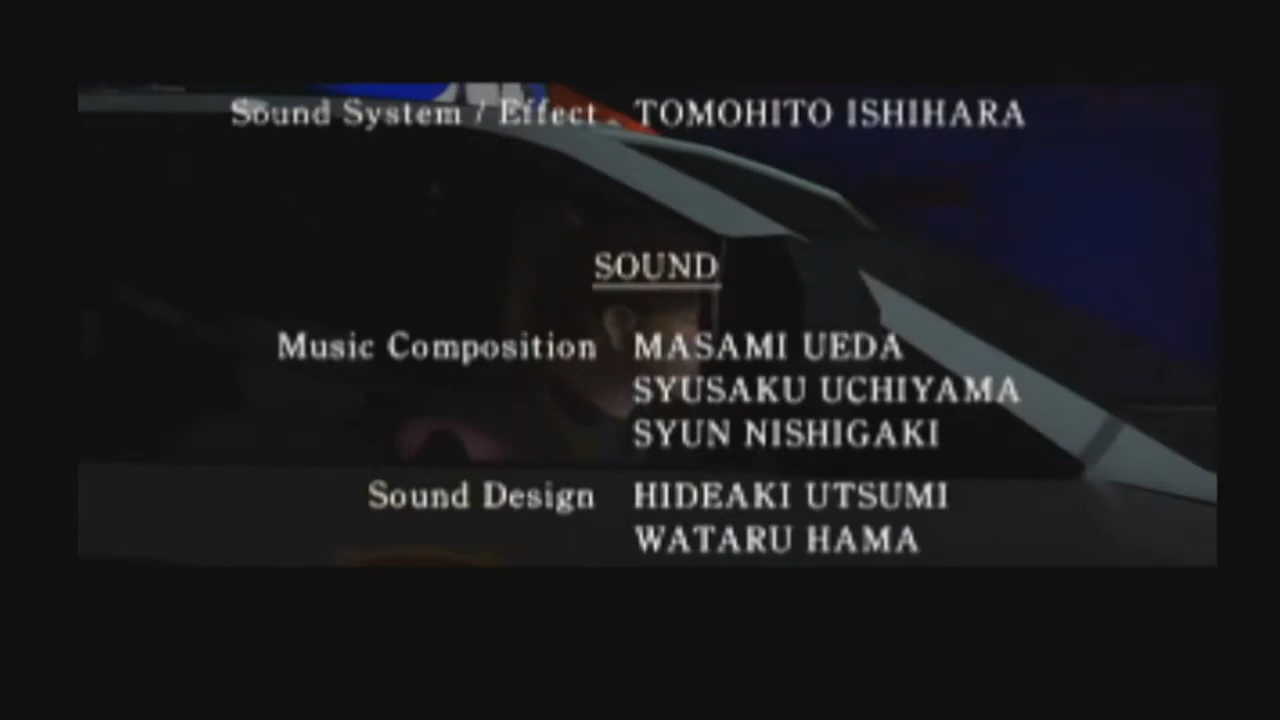 Sound System / Effect TOMOHITO ISHIHARA
SOUND
Music Composition MASAMI UEDA
SYUSAKU UCHIYAMA
SYUN NISHIGAKI
Sound Design HIDEAKI UTSUMI
WATARU HAMA